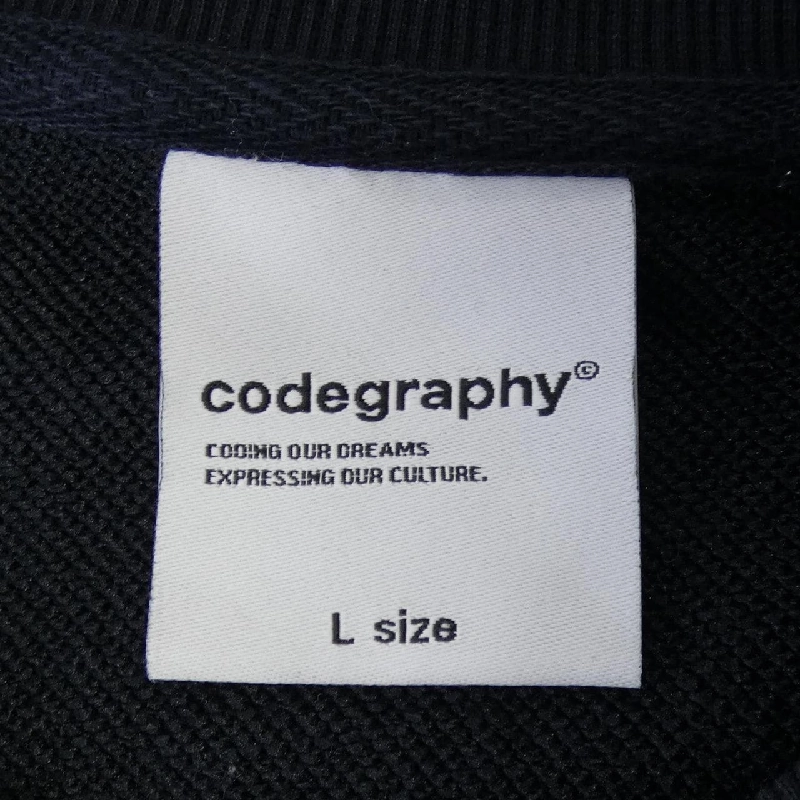 codegraphy©
CODING OUR DREAMS
EXPRESSING OUR CULTURE.
L size